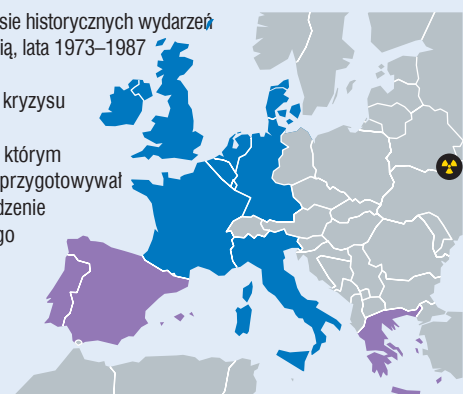 sie historycznych wydarzeń
ią, lata 1973–1987
kryzysu
którym
przygotowywał
dzenie
go